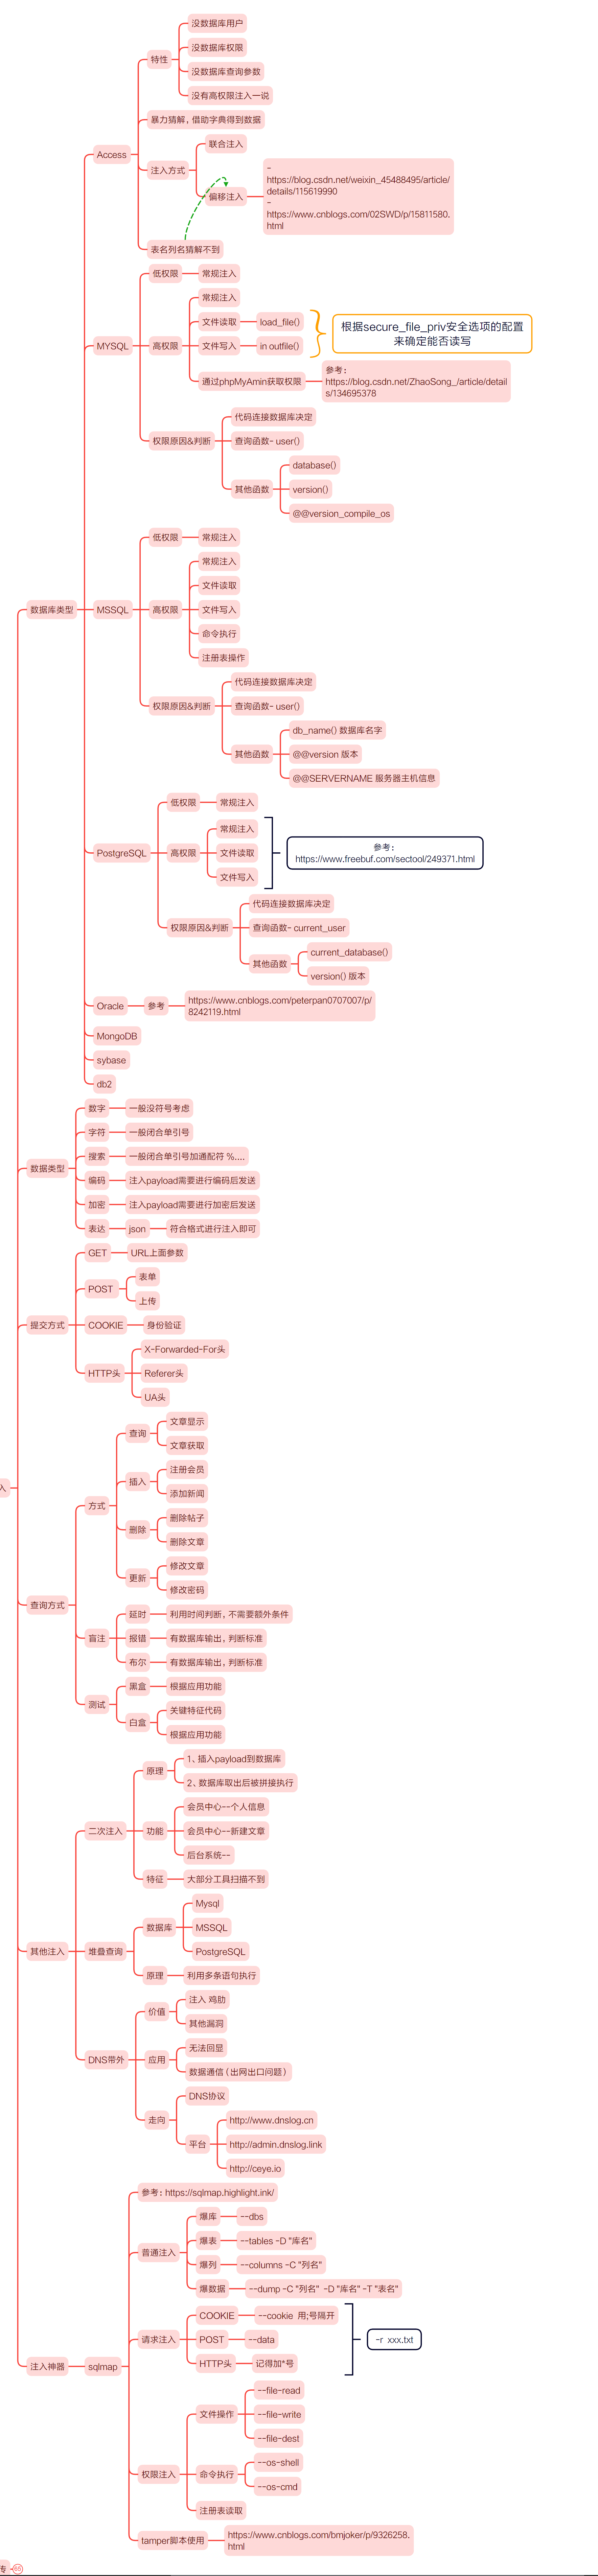 没数据库用户
没数据库权限
特性
没数据库查询参数
没有高权限注入一说
暴力猜解，借助字典得到数据
Access
联合注入
注入方式
偏移注入
-
https://blog.csdn.net/weixin_45488495/article/
details/115619990
-
https://www.cnblogs.com/02SWD/p/15811580.
html
表名列名猜解不到
低权限
常规注入
常规注入
文件读取
load_file()
MYSQL
高权限
文件写入
in outfile()
根据secure_file_priv安全选项的配置
来确定能否读写
通过phpMyAmin获取权限
参考：
https://blog.csdn.net/ZhaoSong_/article/detail
s/134695378
代码连接数据库决定
权限原因&判断
查询函数- user()
database()
其他函数
version()
@@version_compile_os
低权限
常规注入
常规注入
文件读取
数据库类型
MSSQL
高权限
文件写入
命令执行
注册表操作
代码连接数据库决定
权限原因&判断
查询函数- user()
db_name() 数据库名字
其他函数
@@version 版本
@@SERVERNAME 服务器主机信息
低权限
常规注入
常规注入
PostgreSQL
高权限
文件读取
文件写入
参考：
https://www.freebuf.com/sectool/249371.html
代码连接数据库决定
权限原因&判断
查询函数- current_user
current_database()
其他函数
version() 版本
Oracle
参考
https://www.cnblogs.com/peterpan0707007/p/
8242119.html
MongoDB
sybase
db2
数字
一般没符号考虑
字符
一般闭合单引号
搜索
一般闭合单引号加通配符 %....
数据类型
编码
注入payload需要进行编码后发送
加密
注入payload需要进行加密后发送
表达
json
符合格式进行注入即可
GET
URL上面参数
表单
POST
上传
提交方式
COOKIE
身份验证
X-Forwarded-For头
HTTP头
Referer头
UA头
文章显示
查询
文章获取
注册会员
插入
入
添加新闻
方式
删除帖子
删除
删除文章
修改文章
更新
修改密码
查询方式
延时
利用时间判断，不需要额外条件
盲注
报错
有数据库输出，判断标准
布尔
有数据库输出，判断标准
黑盒
根据应用功能
测试
关键特征代码
白盒
根据应用功能
1、插入payload到数据库
原理
2、数据库取出后被拼接执行
会员中心--个人信息
二次注入
功能
会员中心--新建文章
后台系统--
特征
大部分工具扫描不到
Mysql
数据库
MSSQL
其他注入
堆叠查询
PostgreSQL
原理
利用多条语句执行
注入 鸡肋
价值
其他漏洞
无法回显
DNS带外
应用
数据通信（出网出口问题）
DNS协议
走向
http://www.dnslog.cn
平台
http://admin.dnslog.link
http://ceye.io
参考：https://sqlmap.highlight.ink/
爆库
--dbs
爆表
--tables -D "库名"
普通注入
爆列
--columns -C "列名"
爆数据
--dump -C "列名" -D "库名" -T "表名"
COOKIE
--cookie 用;号隔开
请求注入
POST
--data
-r xxx.txt
HTTP头
记得加*号
注入神器
sqlmap
--file-read
文件操作
--file-write
--file-dest
--os-shell
权限注入
命令执行
--os-cmd
注册表读取
tamper脚本使用
https://www.cnblogs.com/bmjoker/p/9326258.
html
传